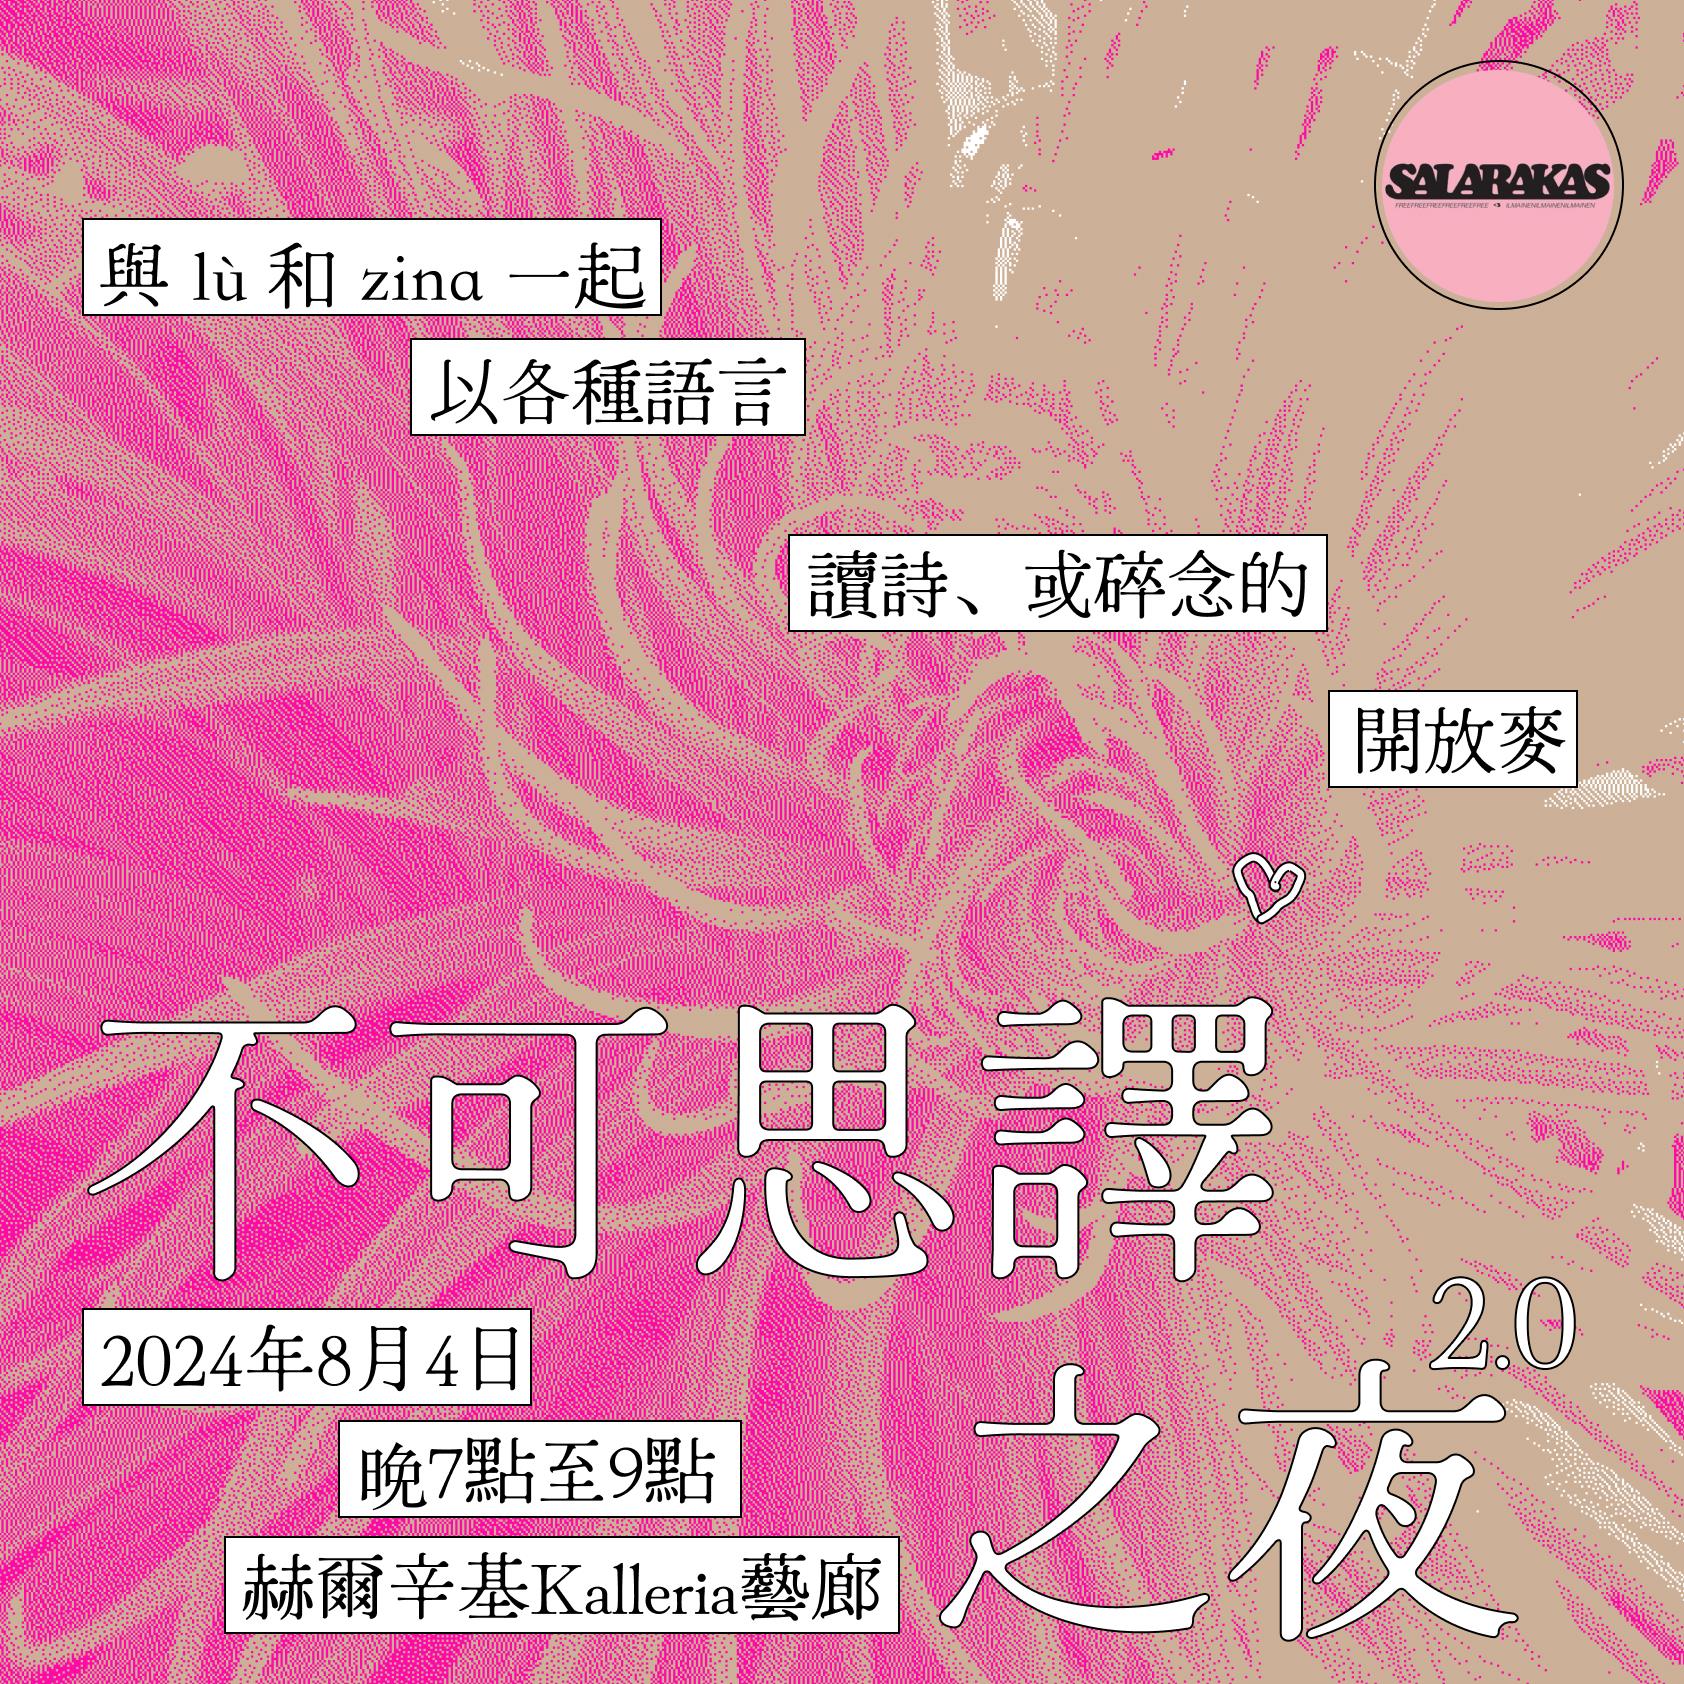 SALARAKAS
FREEFREEFREEFREEFREEFREE ILMAINENILMAINENILMAINEN
與 lù 和 zina 一起
以各種語言
讀詩、或碎念的
開放麥
不可思譯
2.0
之夜
2024年8月4日
晚7點至9點
赫爾辛基Kalleria藝廊